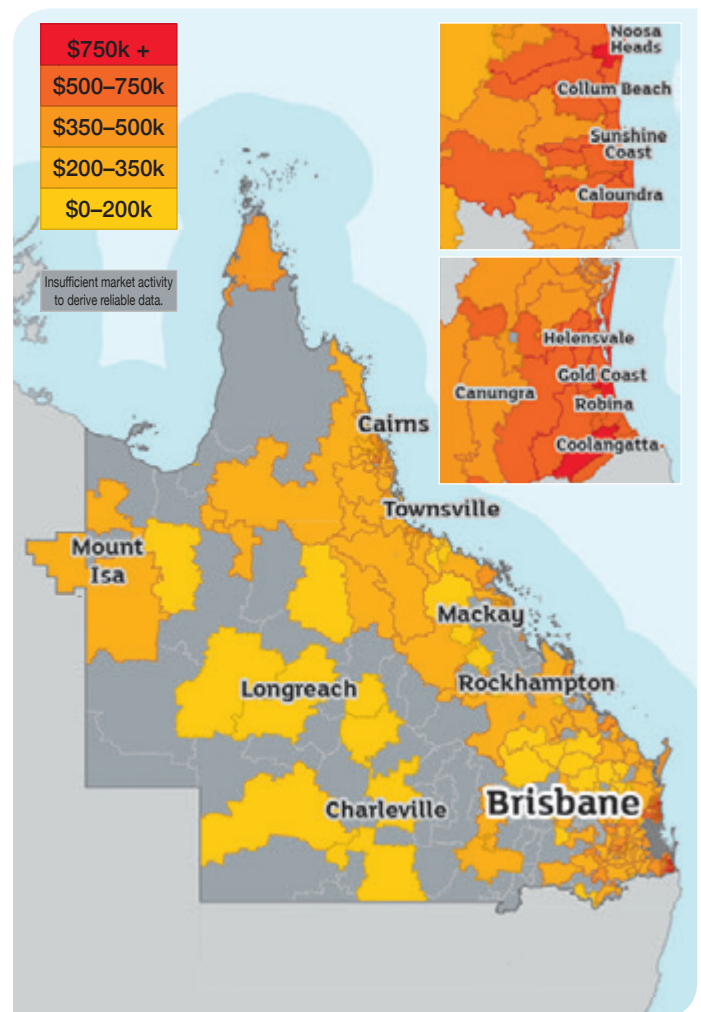 $750k +
$500–750k
$350–500k
$200–350k
$0–200k
Insufficient market activity
to derive reliable data.
Noosa
Heads
Collum Beach
Sunshine
Coast
Caloundra
Helensvale
Gold Coast
Canungra
Robina
Coolangatta
Cairns
Townsville
Mount
Isa
Mackay
Longreach
Rockhampton
Charleville
Brisbane